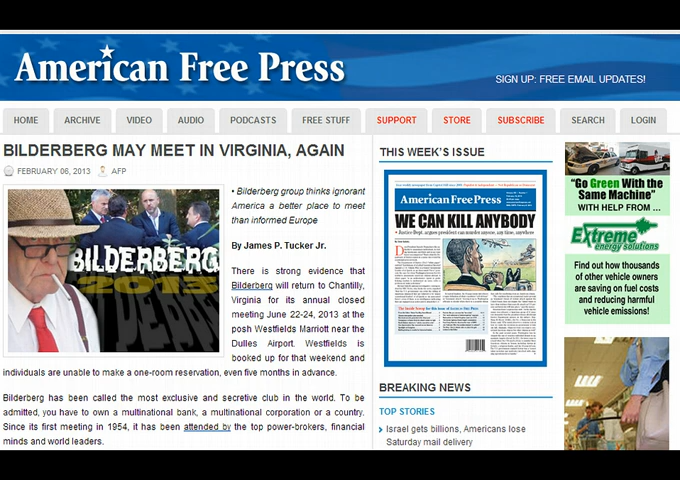 American Free Press
SIGN UP: FREE EMAIL UPDATES!
HOME
ARCHIVE
VIDEO
AUDIO
PODCASTS
FREE STUFF
SUPPORT
STORE
SUBSCRIBE
SEARCH
LOGIN
BILDERBERG MAY MEET IN VIRGINIA, AGAIN
FEBRUARY 06, 2013 AFP
BILDERBERG
• Bilderberg group thinks ignorant
America a better place to meet
than informed Europe
By James P. Tucker Jr.
There is strong evidence that
Bilderberg will return to Chantilly,
Virginia for its annual closed
meeting June 22-24, 2013 at the
posh Westfields Marriott near the
Dulles Airport. Westfields is
booked up for that weekend and
individuals are unable to make a one-room reservation, even five months in advance.
Bilderberg has been called the most exclusive and secretive club in the world. To be
admitted, you have to own a multinational bank, a multinational corporation or a country.
Since its first meeting in 1954, it has been attended by the top power-brokers, financial
minds and world leaders.
THIS WEEK'S ISSUE
American Free Press
WE CAN KILL ANYBODY
• Justice Dept. argues president can murder anyone, any time, anywhere
BREAKING NEWS
TOP STORIES
Israel gets billions, Americans lose
Saturday mail delivery
"Go Green With the
Same Machine"
WITH HELP FROM ...
Extreme
energy solutions
Find out how thousands
of other vehicle owners
are saving on fuel costs
and reducing harmful
vehicle emissions!